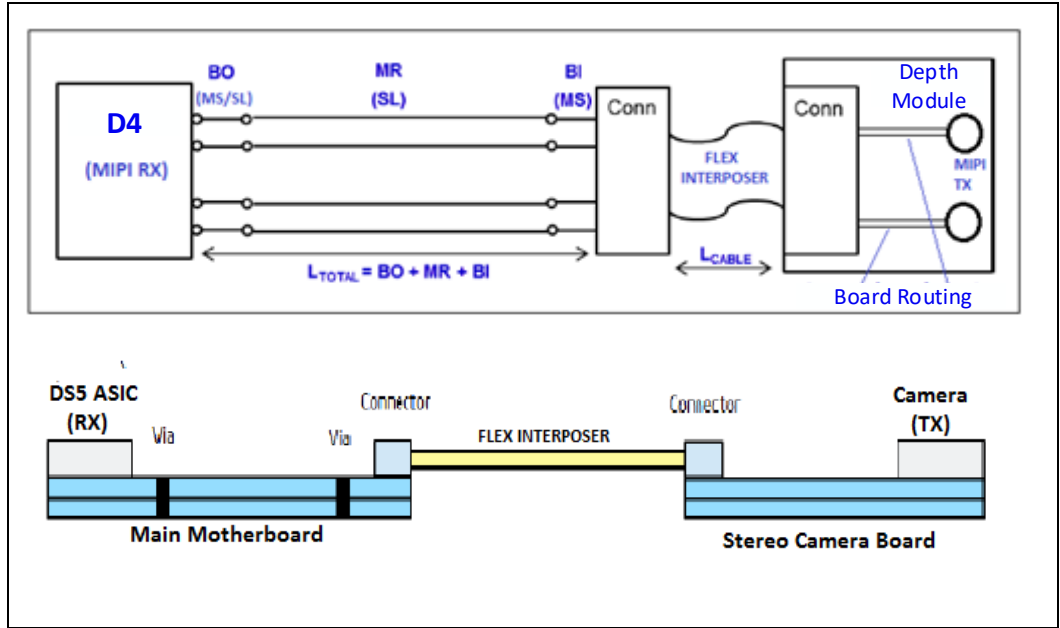 BO
MR
BI
Depth
Module
(MS/SL)
(SL)
(MS)
Conn
Conn
D4
(MIPI RX)
FLEX
INTERPOSER
MIPI
TX
LTOTAL = BO + MR + BI
LCABLE
Board Routing
DS5 ASIC
(RX)
Via
Via
Connector
FLEX INTERPOSER
Connector
Camera
(TX)
Main Motherboard
Stereo Camera Board